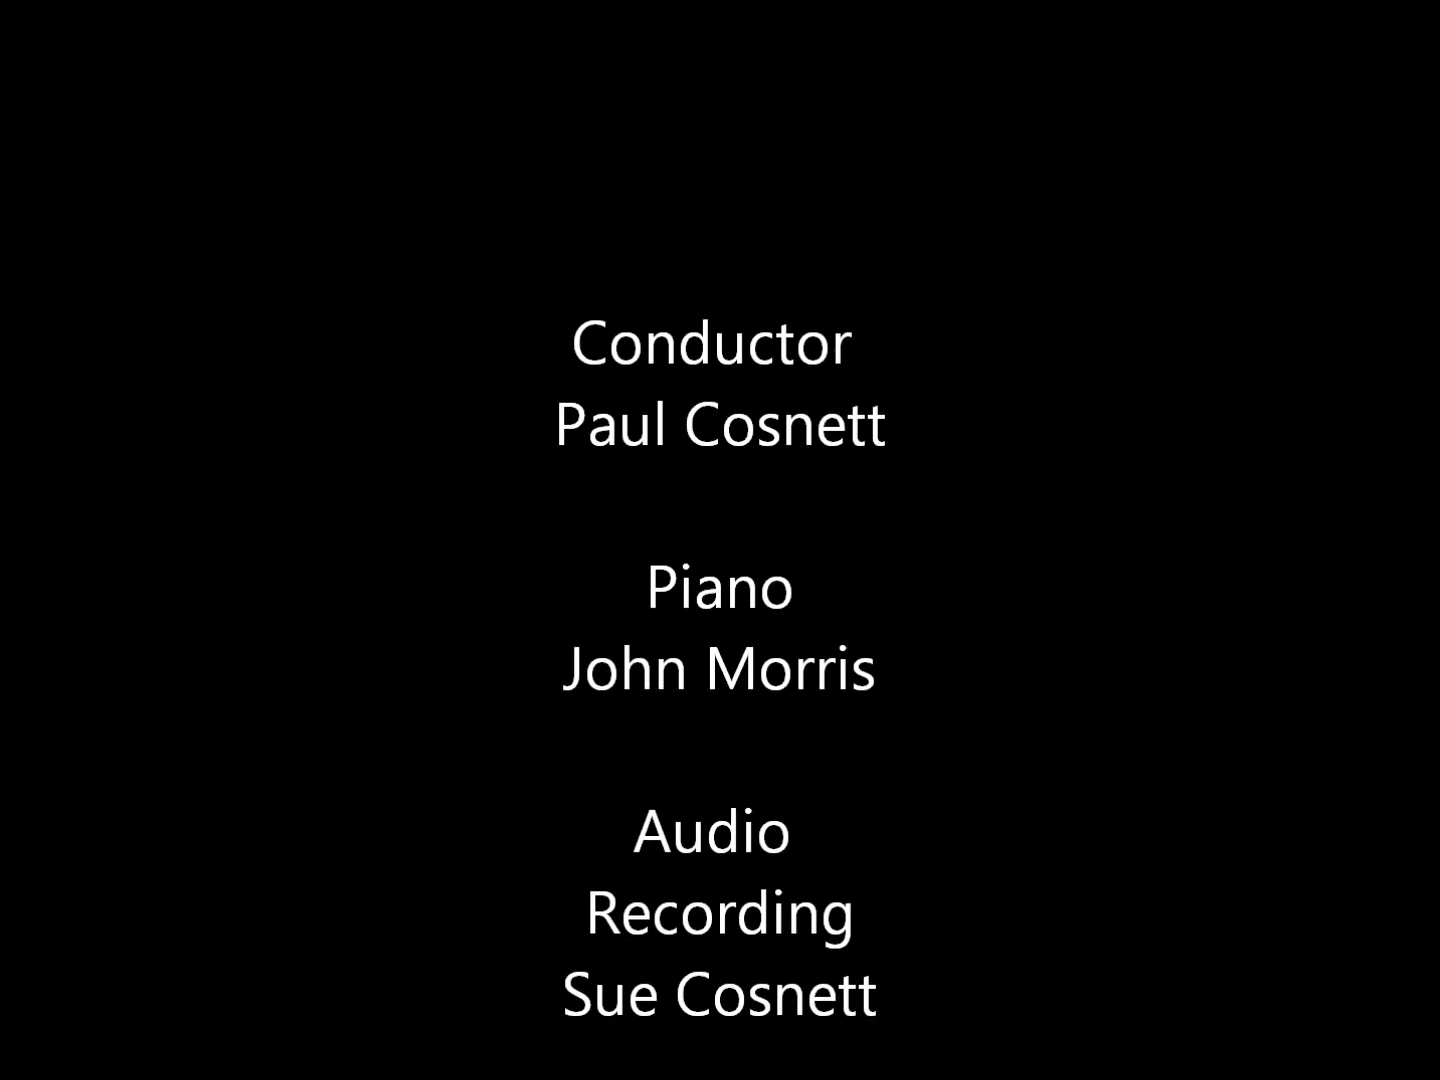 Conductor
Paul Cosnett
Piano
John Morris
Audio
Recording
Sue Cosnett